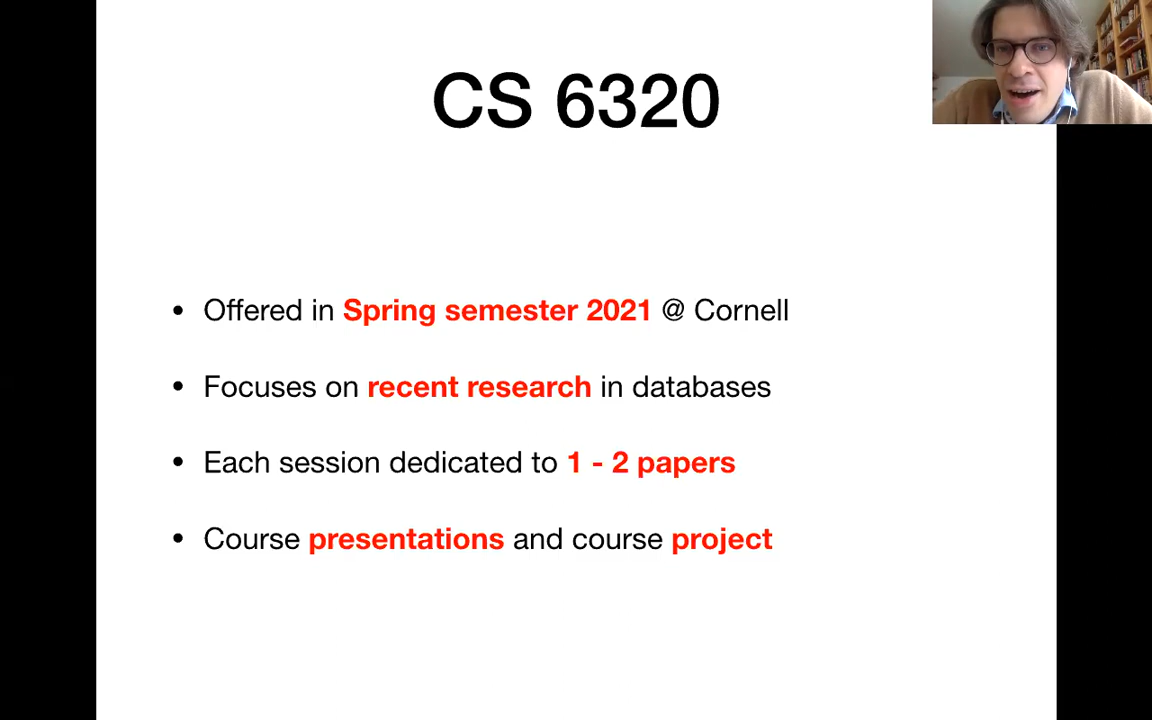 CS 6320
• Offered in Spring semester 2021 @ Cornell
• Focuses on recent research in databases
• Each session dedicated to 1 - 2 papers
• Course presentations and course project